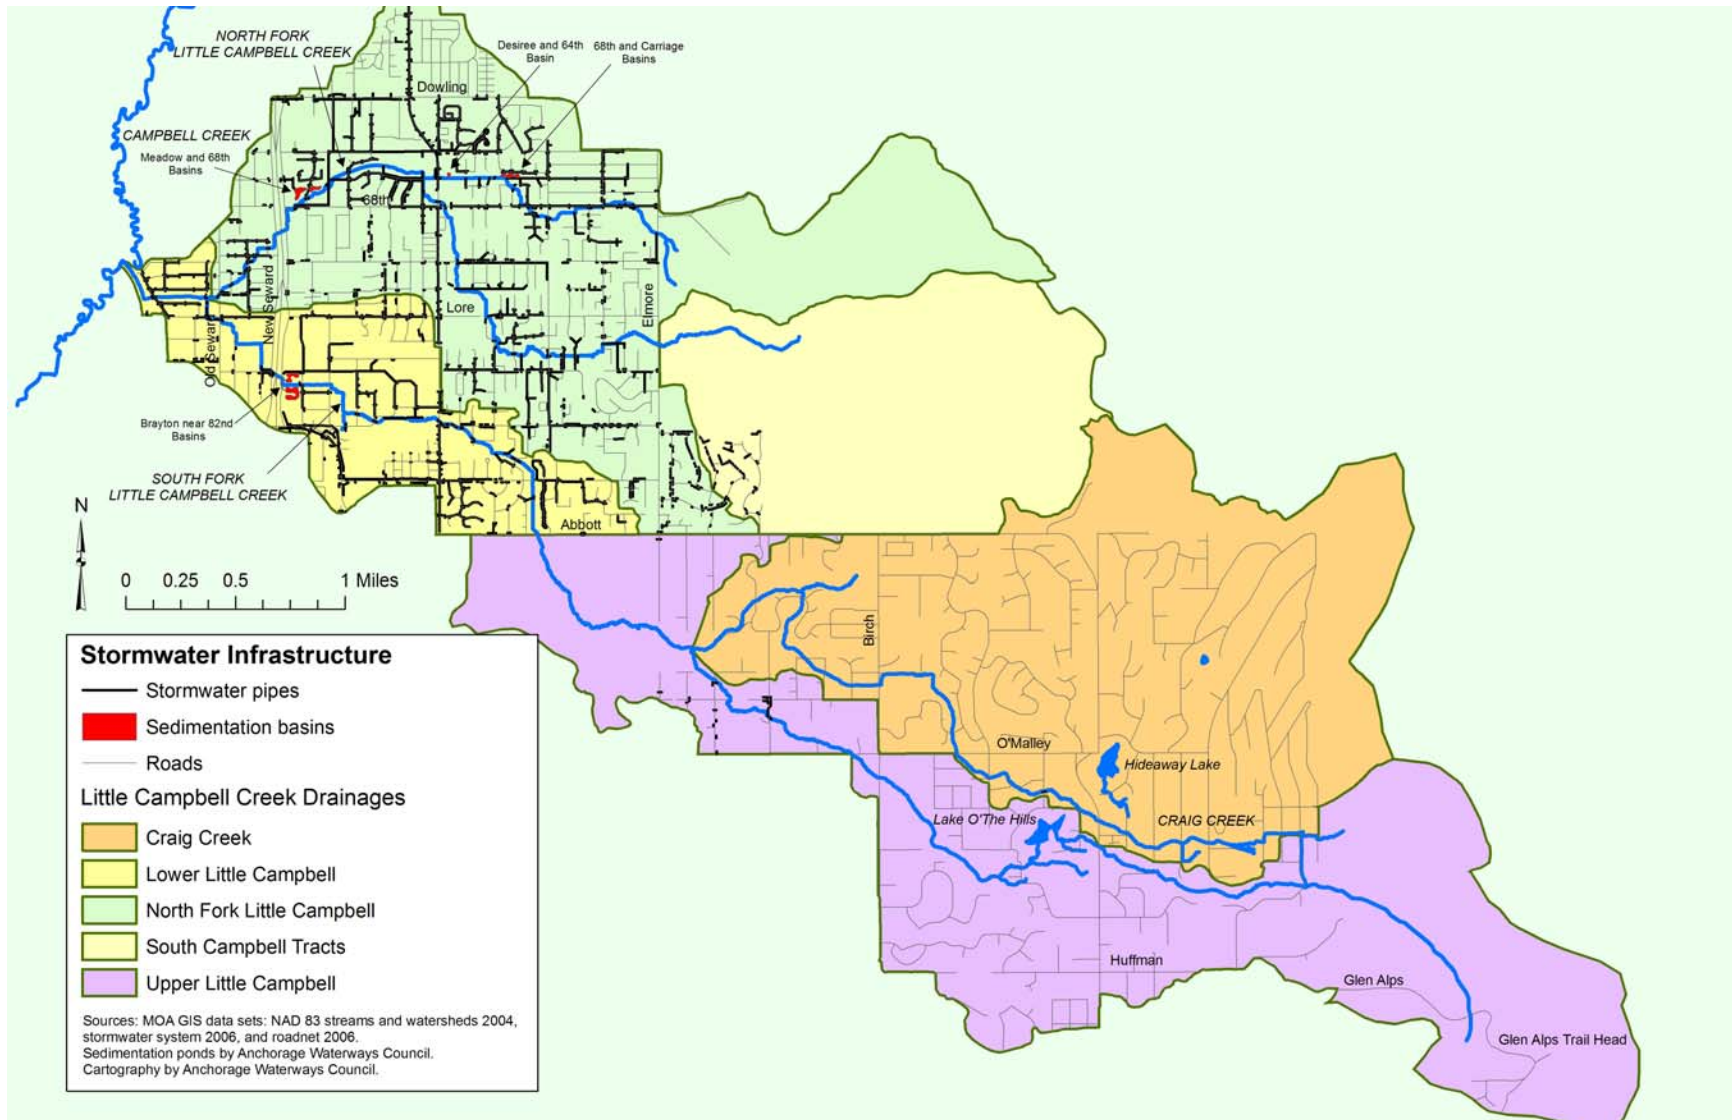 NORTH FORK
LITTLE CAMPBELL CREEK
Desiree and 64th
Basin
68th and Carriage
Basins
Dowling
CAMPBELL CREEK
Meadow and 68th
Basins
68th
New Seward
Old Seward
Lore
Elmore
Brayton near 82nd
Basins
SOUTH FORK
LITTLE CAMPBELL CREEK
Abbott
N
0 0.25 0.5 1 Miles
Birch
O'Malley
Hideaway Lake
Lake O'The Hills
CRAIG CREEK
Huffman
Glen Alps
Glen Alps Trail Head
Stormwater Infrastructure
Stormwater pipes
Sedimentation basins
Roads
Little Campbell Creek Drainages
Craig Creek
Lower Little Campbell
North Fork Little Campbell
South Campbell Tracts
Upper Little Campbell
Sources: MOA GIS data sets: NAD 83 streams and watersheds 2004,
stormwater system 2006, and roadnet 2006.
Sedimentation ponds by Anchorage Waterways Council.
Cartography by Anchorage Waterways Council.